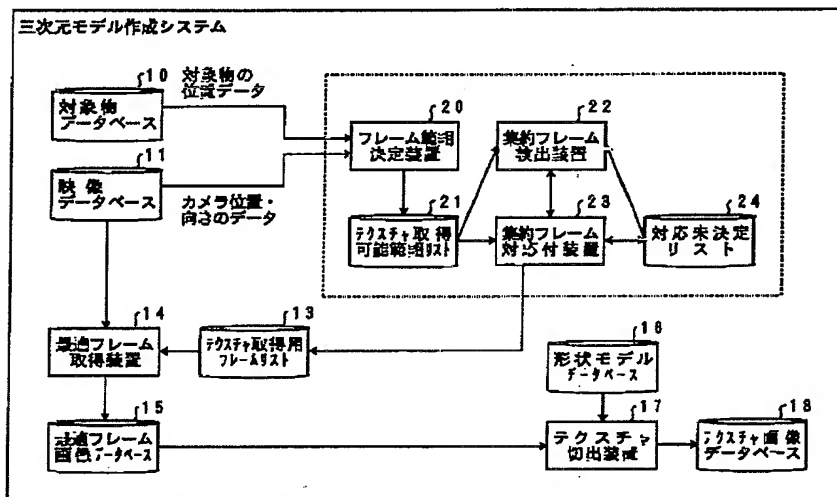 三次元モデル作成システム
10
対象物
データベース
対象物の
位置データ
11
映像
データベース
カメラ位置・
向きのデータ
20
フレーム範囲
決定装置
22
集約フレーム
検出装置
21
テクスチャ取得
可能範囲リスト
23
集約フレーム
対応付装置
24
対応未決定
リスト
14
最適フレーム
取得装置
13
テクスチャ取得用
フレームリスト
16
形状モデル
データベース
15
最適フレーム
画像データベース
17
テクスチャ
切出装置
18
テクスチャ画像
データベース